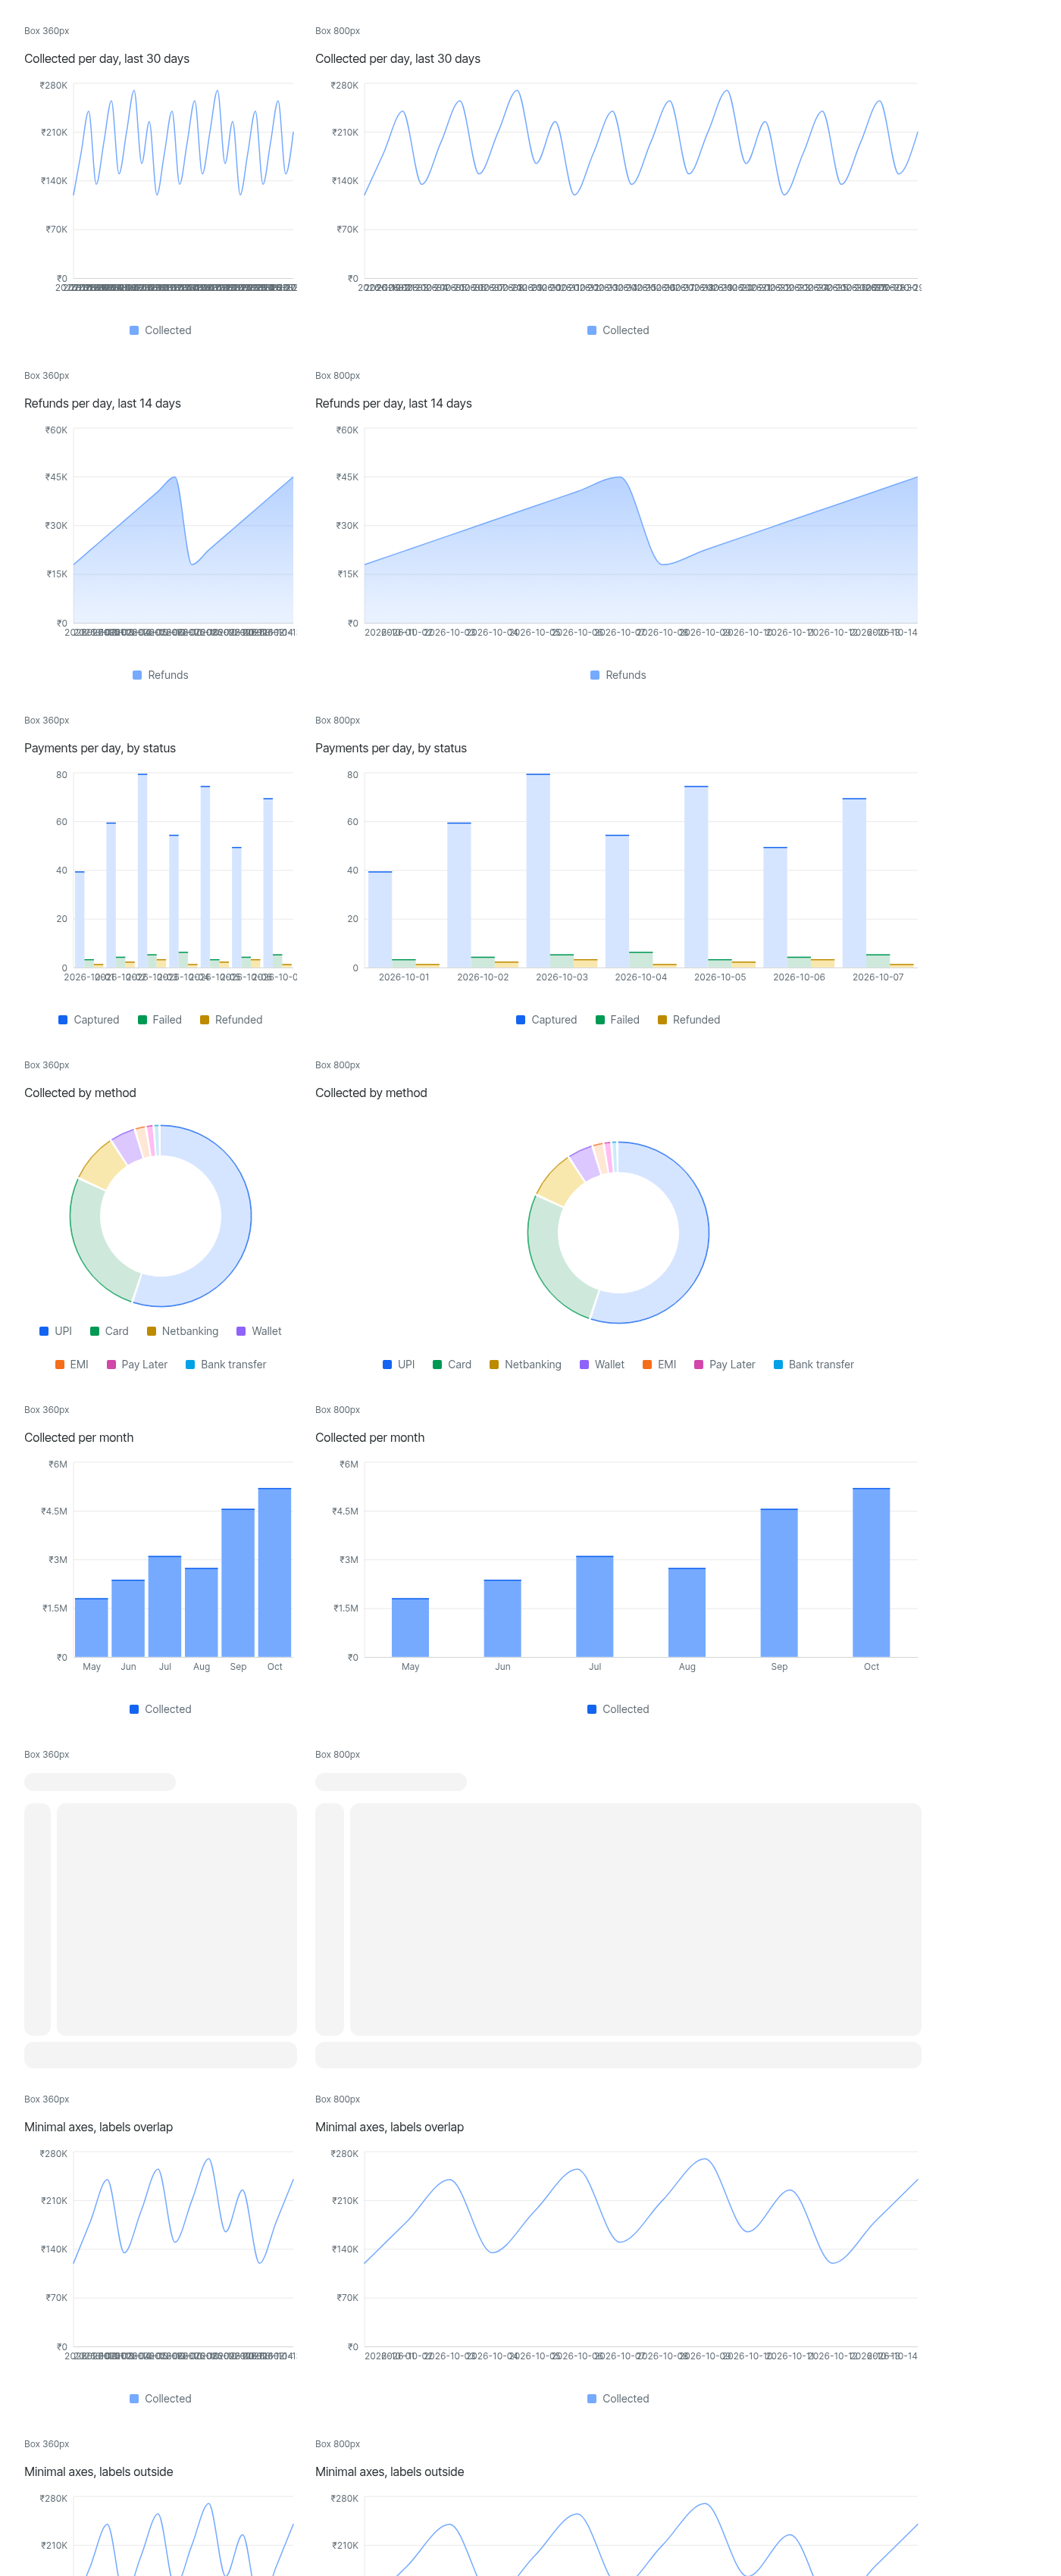 Box 360px
Box 800px
Collected per day, last 30 days
Collected per day, last 30 days
₹280K
₹210K
₹140K
₹70K
₹0
₹280K
₹210K
₹140K
₹70K
₹0
Collected
Collected
Box 360px
Box 800px
Refunds per day, last 14 days
Refunds per day, last 14 days
₹60K
₹45K
₹30K
₹15K
₹0
₹60K
₹45K
₹30K
₹15K
₹0
Refunds
Refunds
Box 360px
Box 800px
Payments per day, by status
Payments per day, by status
80
60
40
20
0
80
60
40
20
0
2026-10-01 2026-10-02 2026-10-03 2026-10-04 2026-10-05 2026-10-06 2026-10-07
Captured Failed Refunded
Captured Failed Refunded
Box 360px
Box 800px
Collected by method
Collected by method
UPI Card Netbanking Wallet
EMI Pay Later Bank transfer
UPI Card Netbanking Wallet EMI Pay Later Bank transfer
Box 360px
Box 800px
Collected per month
Collected per month
₹6M
₹4.5M
₹3M
₹1.5M
₹0
May Jun Jul Aug Sep Oct
₹6M
₹4.5M
₹3M
₹1.5M
₹0
May Jun Jul Aug Sep Oct
Collected
Collected
Box 360px
Box 800px
Box 360px
Box 800px
Minimal axes, labels overlap
Minimal axes, labels overlap
₹280K
₹210K
₹140K
₹70K
₹0
₹280K
₹210K
₹140K
₹70K
₹0
Collected
Collected
Box 360px
Box 800px
Minimal axes, labels outside
Minimal axes, labels outside
₹280K
₹210K
₹280K
₹210K